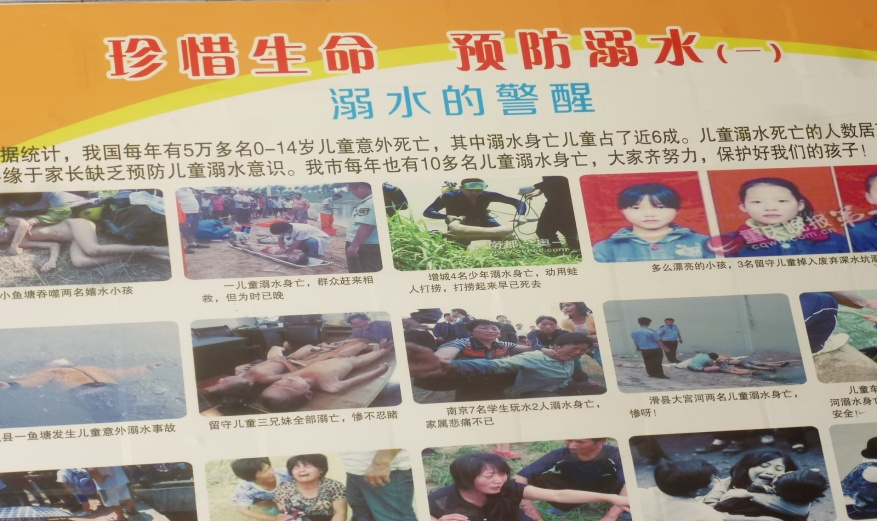 珍惜生命 预防溺水(一)
溺水的警醒
据统计，我国每年有5万多名0-14岁儿童意外死亡，其中溺水身亡儿童占了近6成。儿童溺水死亡的人数居
缘于家长缺乏预防儿童溺水意识。我市每年也有10多名儿童溺水身亡，大家齐努力，保护好我们的孩子！
小鱼塘吞噬两名嬉水小孩
一儿童溺水身亡，群众赶来相
救，但为时已晚
增城4名少年溺水身亡，动用蛙
人打捞，打捞起来早已死去
多么漂亮的小孩，3名留守儿童掉入废弃深水坑溺
县一鱼塘发生儿童意外溺水事故
留守儿童三兄妹全部溺亡，惨不忍睹
南京7名学生玩水2人溺水身亡，
家属悲痛不已
滑县大宫河两名儿童溺水身亡，
惨呀！
儿童车
河溺水身亡
安全！